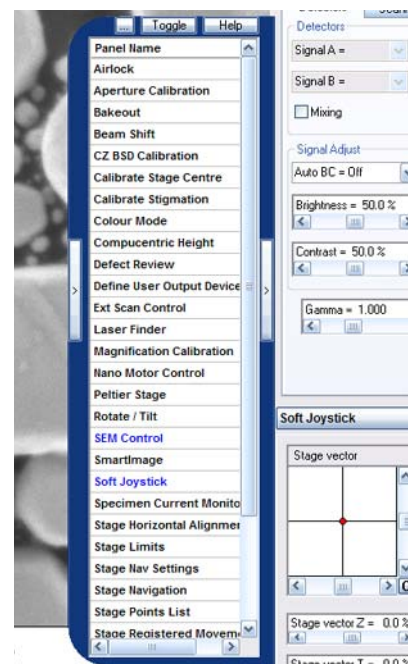 ... Toggle Help
Panel Name
Airlock
Aperture Calibration
Bakeout
Beam Shift
CZ BSD Calibration
Calibrate Stage Centre
Calibrate Stigmation
Colour Mode
Compucentric Height
Defect Review
Define User Output Device
Ext Scan Control
Laser Finder
Magnification Calibration
Nano Motor Control
Peltier Stage
Rotate / Tilt
SEM Control
SmartImage
Soft Joystick
Specimen Current Monito
Stage Horizontal Alignmer
Stage Limits
Stage Nav Settings
Stage Navigation
Stage Points List
Stage Registered Movem
Detectors
Signal A =
Signal B =
Mixing
Signal Adjust
Auto BC = Off
Brightness = 50.0 %
Contrast = 50.0 %
Gamma = 1.000
Soft Joystick
Stage vector
Stage vector Z = 0.0 %
Stage vector T = 0.0 %